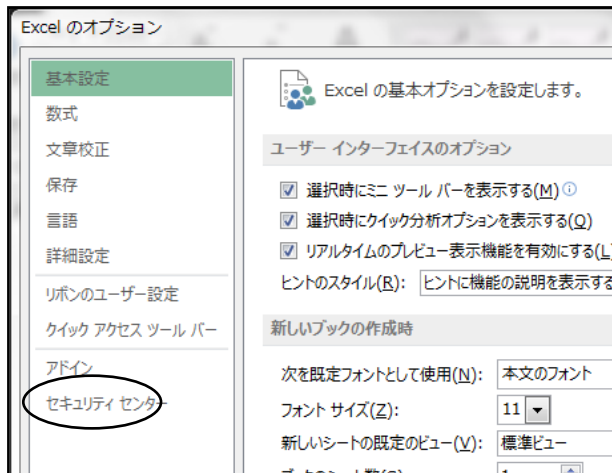 Excel のオプション
基本設定
数式
文章校正
保存
言語
詳細設定
リボンのユーザー設定
クイック アクセス ツール バー
アドイン
セキュリティ センター
Excel の基本オプションを設定します。
ユーザー インターフェイスのオプション
選択時にミニ ツール バーを表示する(M)
選択時にクイック分析オプションを表示する(Q)
リアルタイムのプレビュー表示機能を有効にする(L)
ヒントのスタイル(R): ヒントに機能の説明を表示する
新しいブックの作成時
次を既定フォントとして使用(N): 本文のフォント
フォント サイズ(Z): 11
新しいシートの既定のビュー(V): 標準ビュー